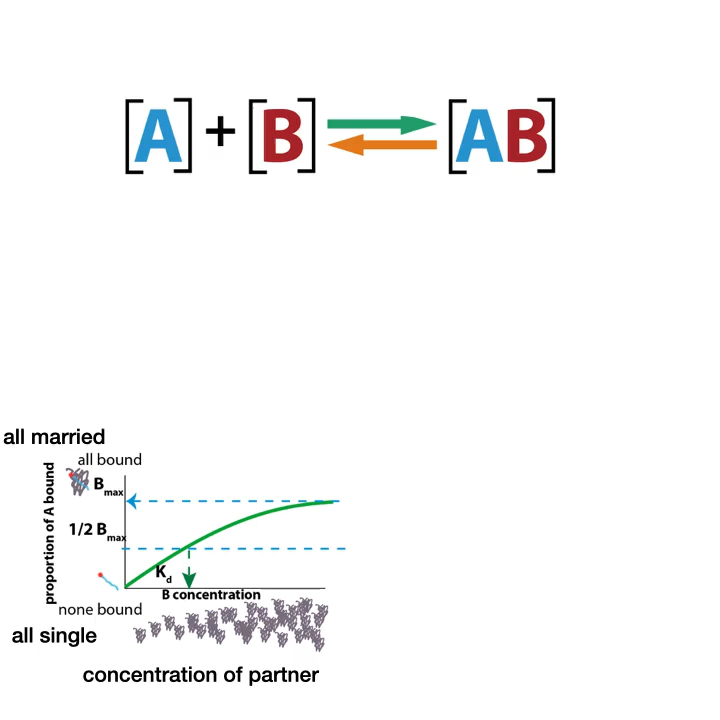 [A] + [B] [AB]
all married
all bound
Bmax
proportion of A bound
1/2 Bmax
Kd
B concentration
none bound
all single
concentration of partner